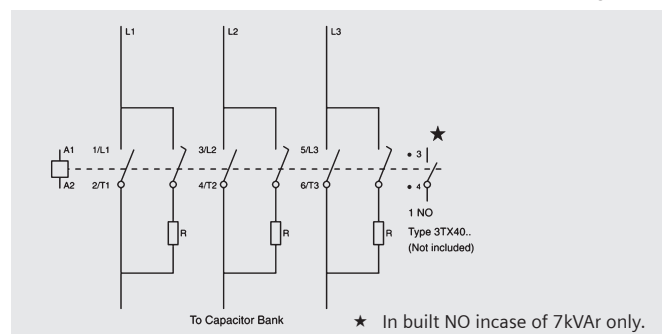 L1 L2 L3
A1 1/L1 3/L2 5/L3 • 3 ★
A2 2/T1 4/T2 6/T3 • 4
1 NO
R R R Type 3TX40..
(Not included)
To Capacitor Bank ★ In built NO incase of 7kVAr only.